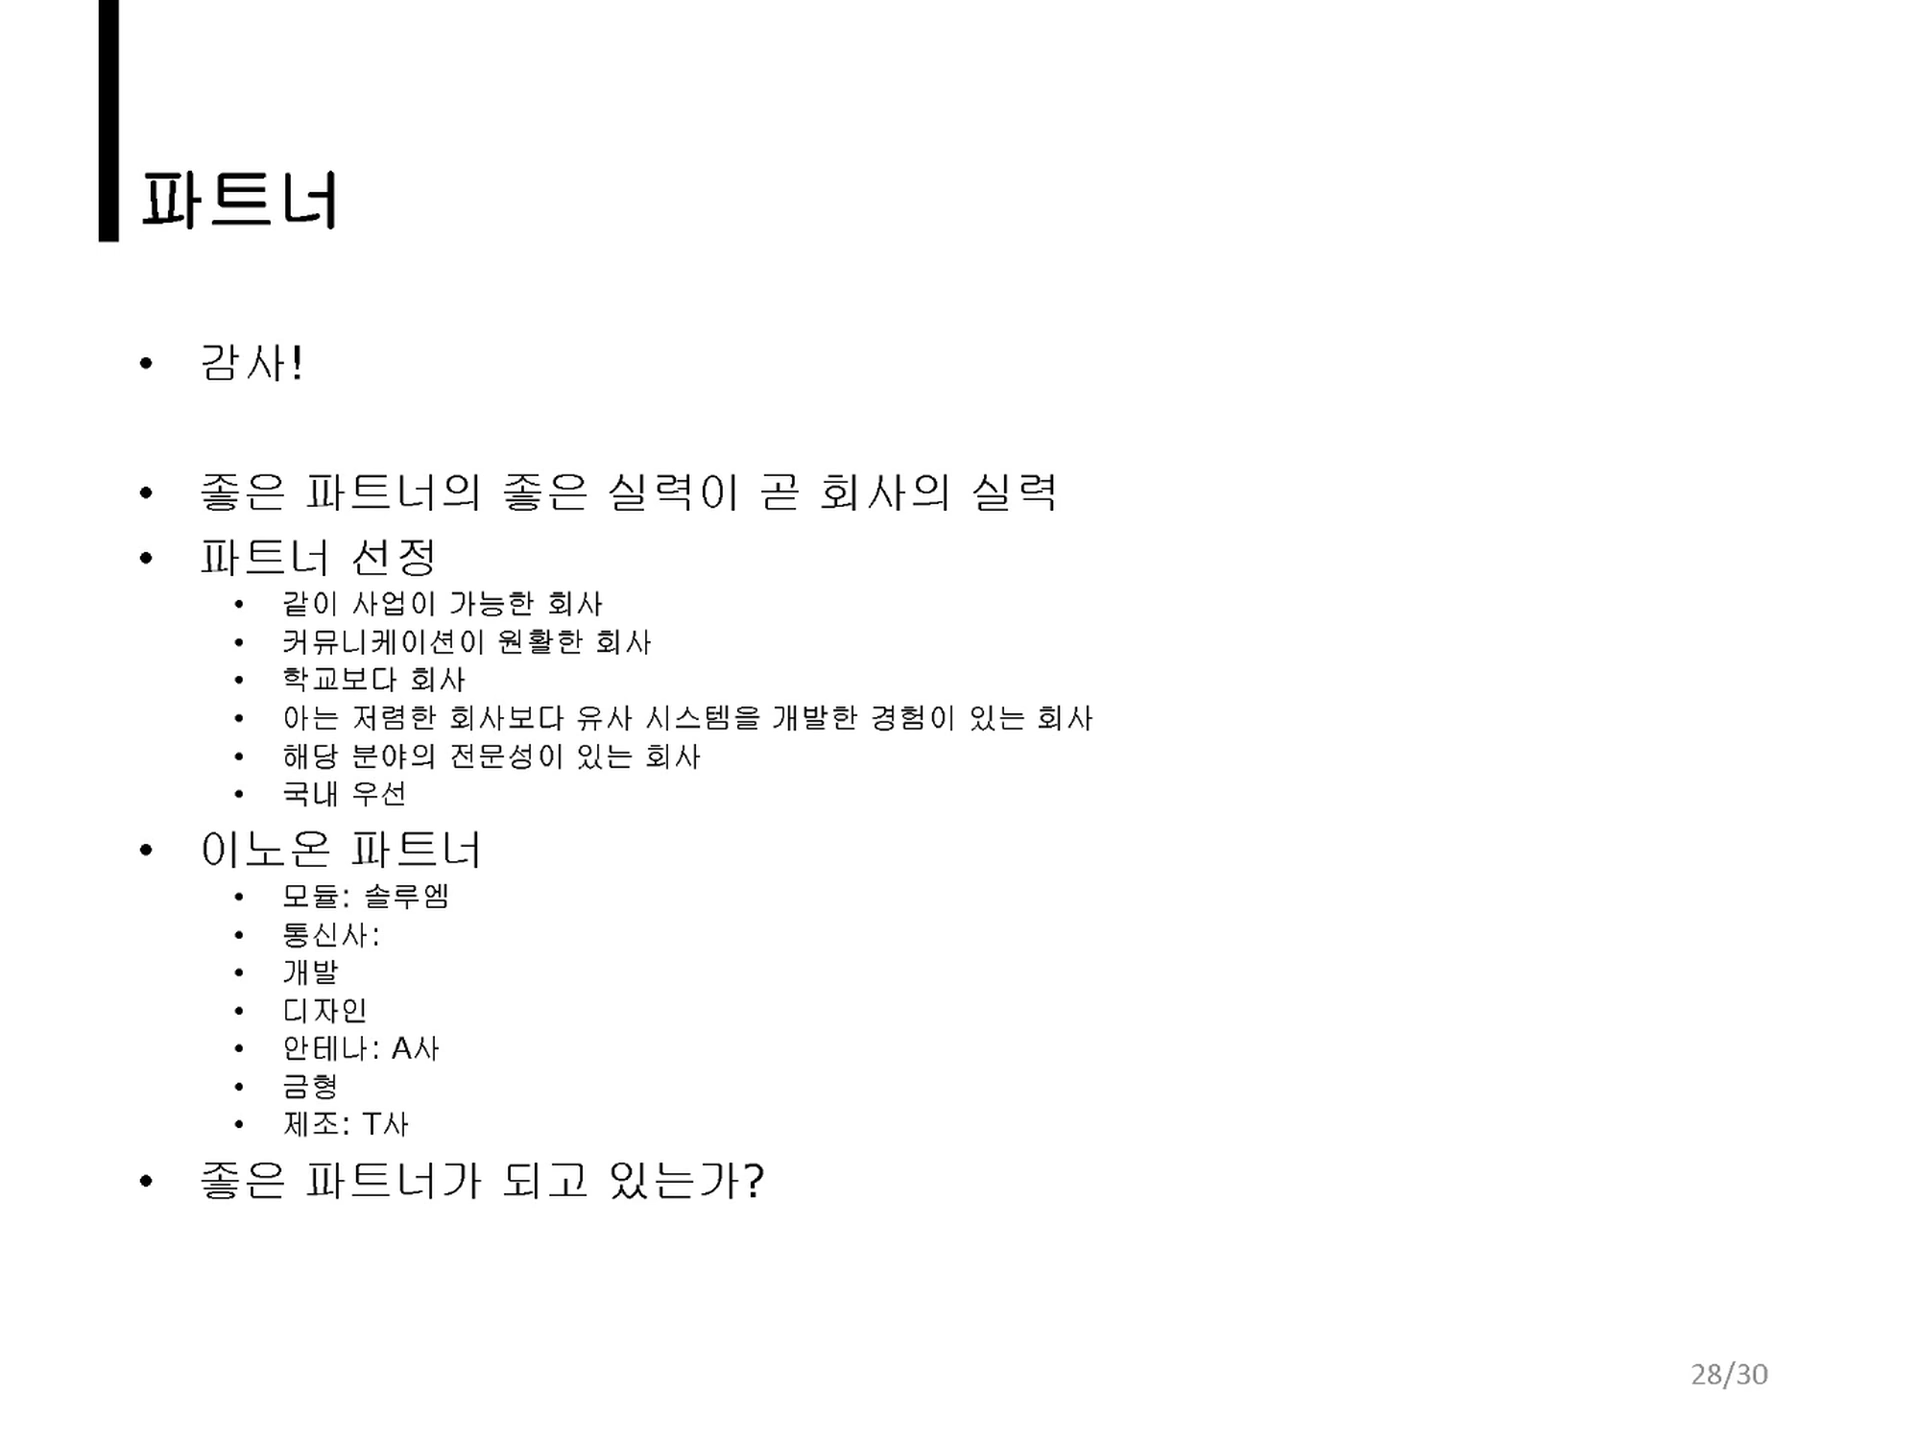 파트너
• 감사!
• 좋은 파트너의 좋은 실력이 곧 회사의 실력
• 파트너 선정
• 같이 사업이 가능한 회사
• 커뮤니케이션이 원활한 회사
• 학교보다 회사
• 아는 저렴한 회사보다 유사 시스템을 개발한 경험이 있는 회사
• 해당 분야의 전문성이 있는 회사
• 국내 우선
• 이노온 파트너
• 모듈: 솔루엠
• 통신사:
• 개발
• 디자인
• 안테나: A사
• 금형
• 제조: T사
• 좋은 파트너가 되고 있는가?
28/30